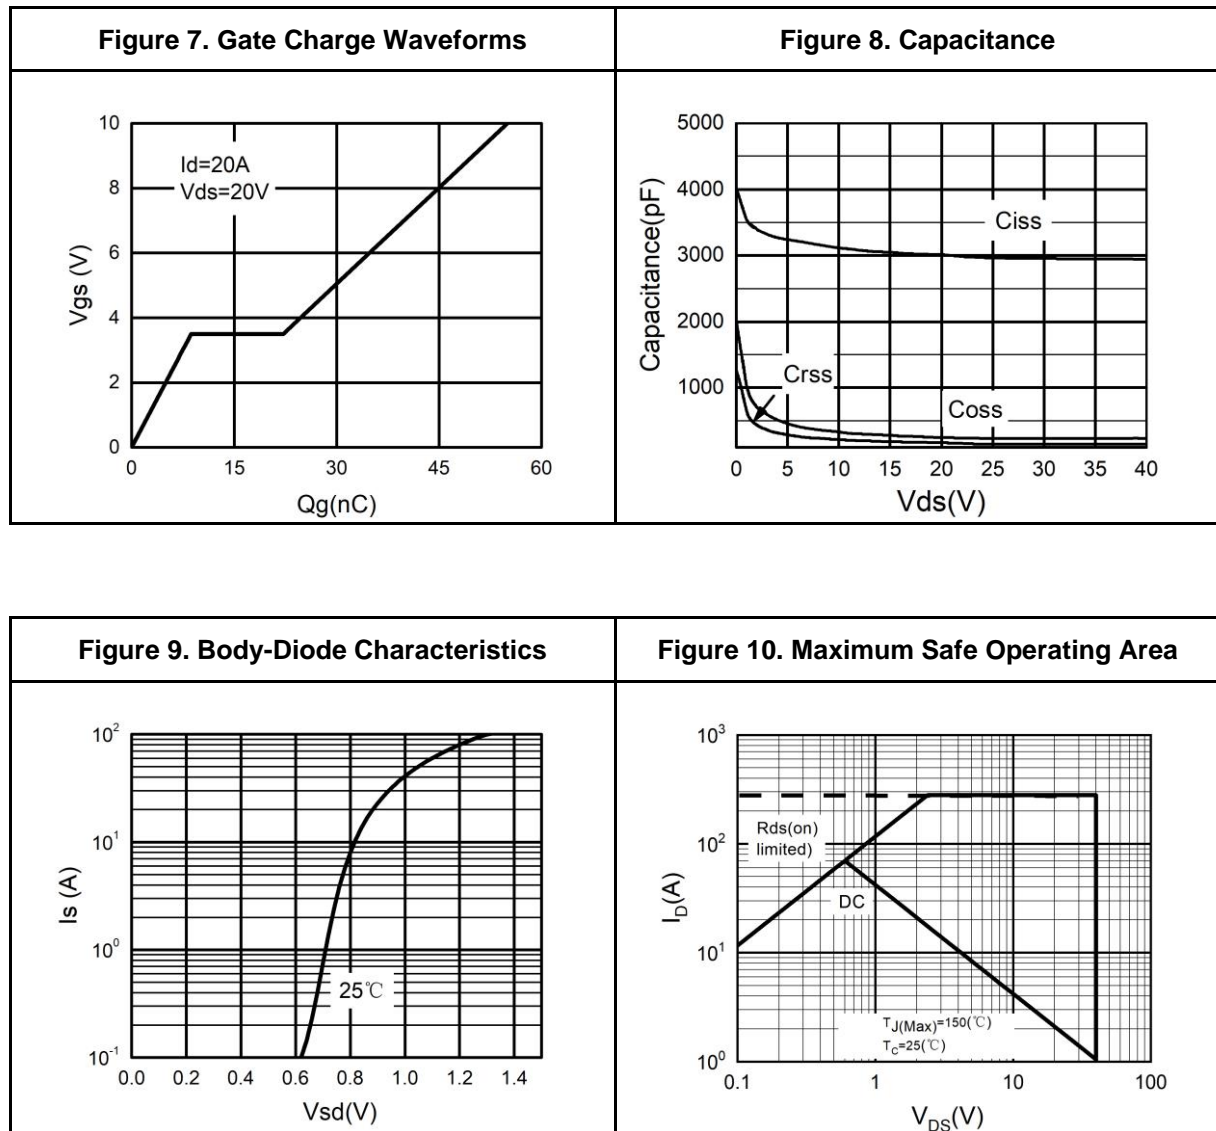 Figure 7. Gate Charge Waveforms
Figure 8. Capacitance
10
8
6
4
2
0
Vgs (V)
Id=20A
Vds=20V
0 15 30 45 60
Qg(nC)
5000
4000
3000
2000
1000
Capacitance(pF)
Ciss
Crss
Coss
0 5 10 15 20 25 30 35 40
Vds(V)
Figure 9. Body-Diode Characteristics
Figure 10. Maximum Safe Operating Area
10²
10¹
10⁰
10⁻¹
Is (A)
25℃
0.0 0.2 0.4 0.6 0.8 1.0 1.2 1.4
Vsd(V)
10³
10²
10¹
10⁰
I_D(A)
Rds(on)
limited)
DC
T_J(Max)=150(℃)
T_C=25(℃)
0.1 1 10 100
V_DS(V)